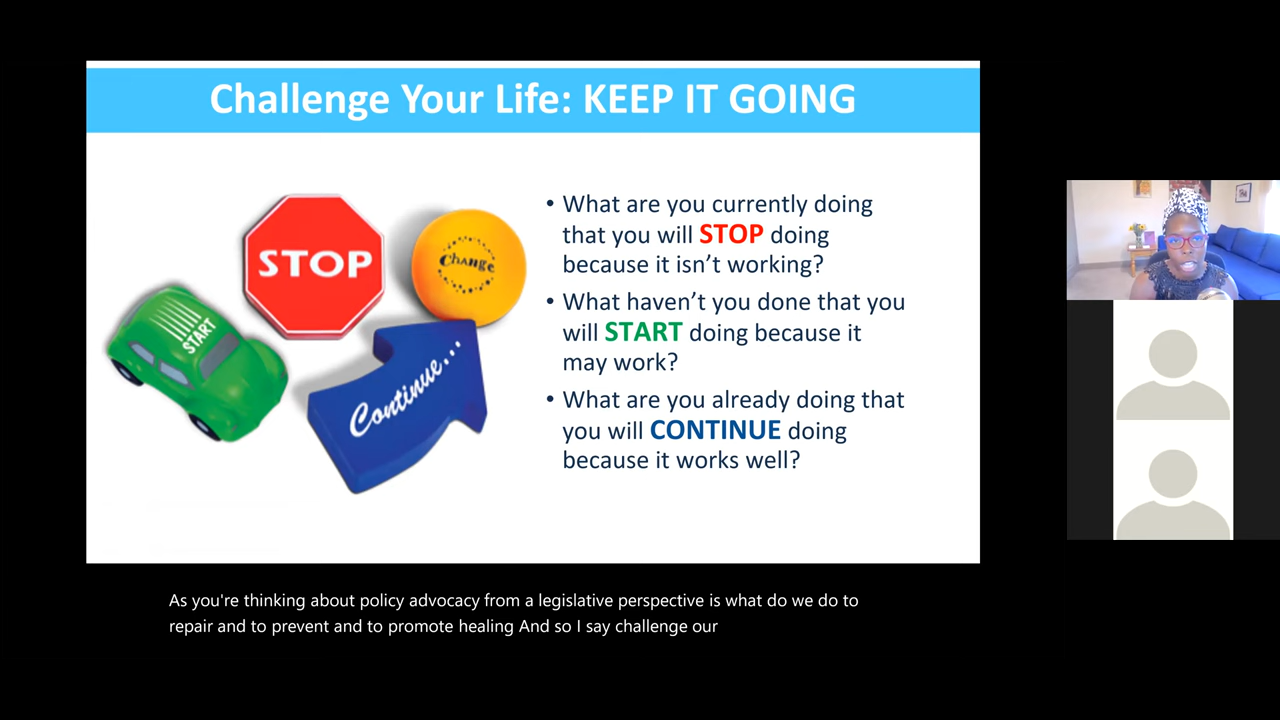 Challenge Your Life: KEEP IT GOING
STOP
Change
START
Continue...
• What are you currently doing
that you will STOP doing
because it isn't working?
• What haven't you done that you
will START doing because it
may work?
• What are you already doing that
you will CONTINUE doing
because it works well?
As you're thinking about policy advocacy from a legislative perspective is what do we do to
repair and to prevent and to promote healing And so I say challenge our